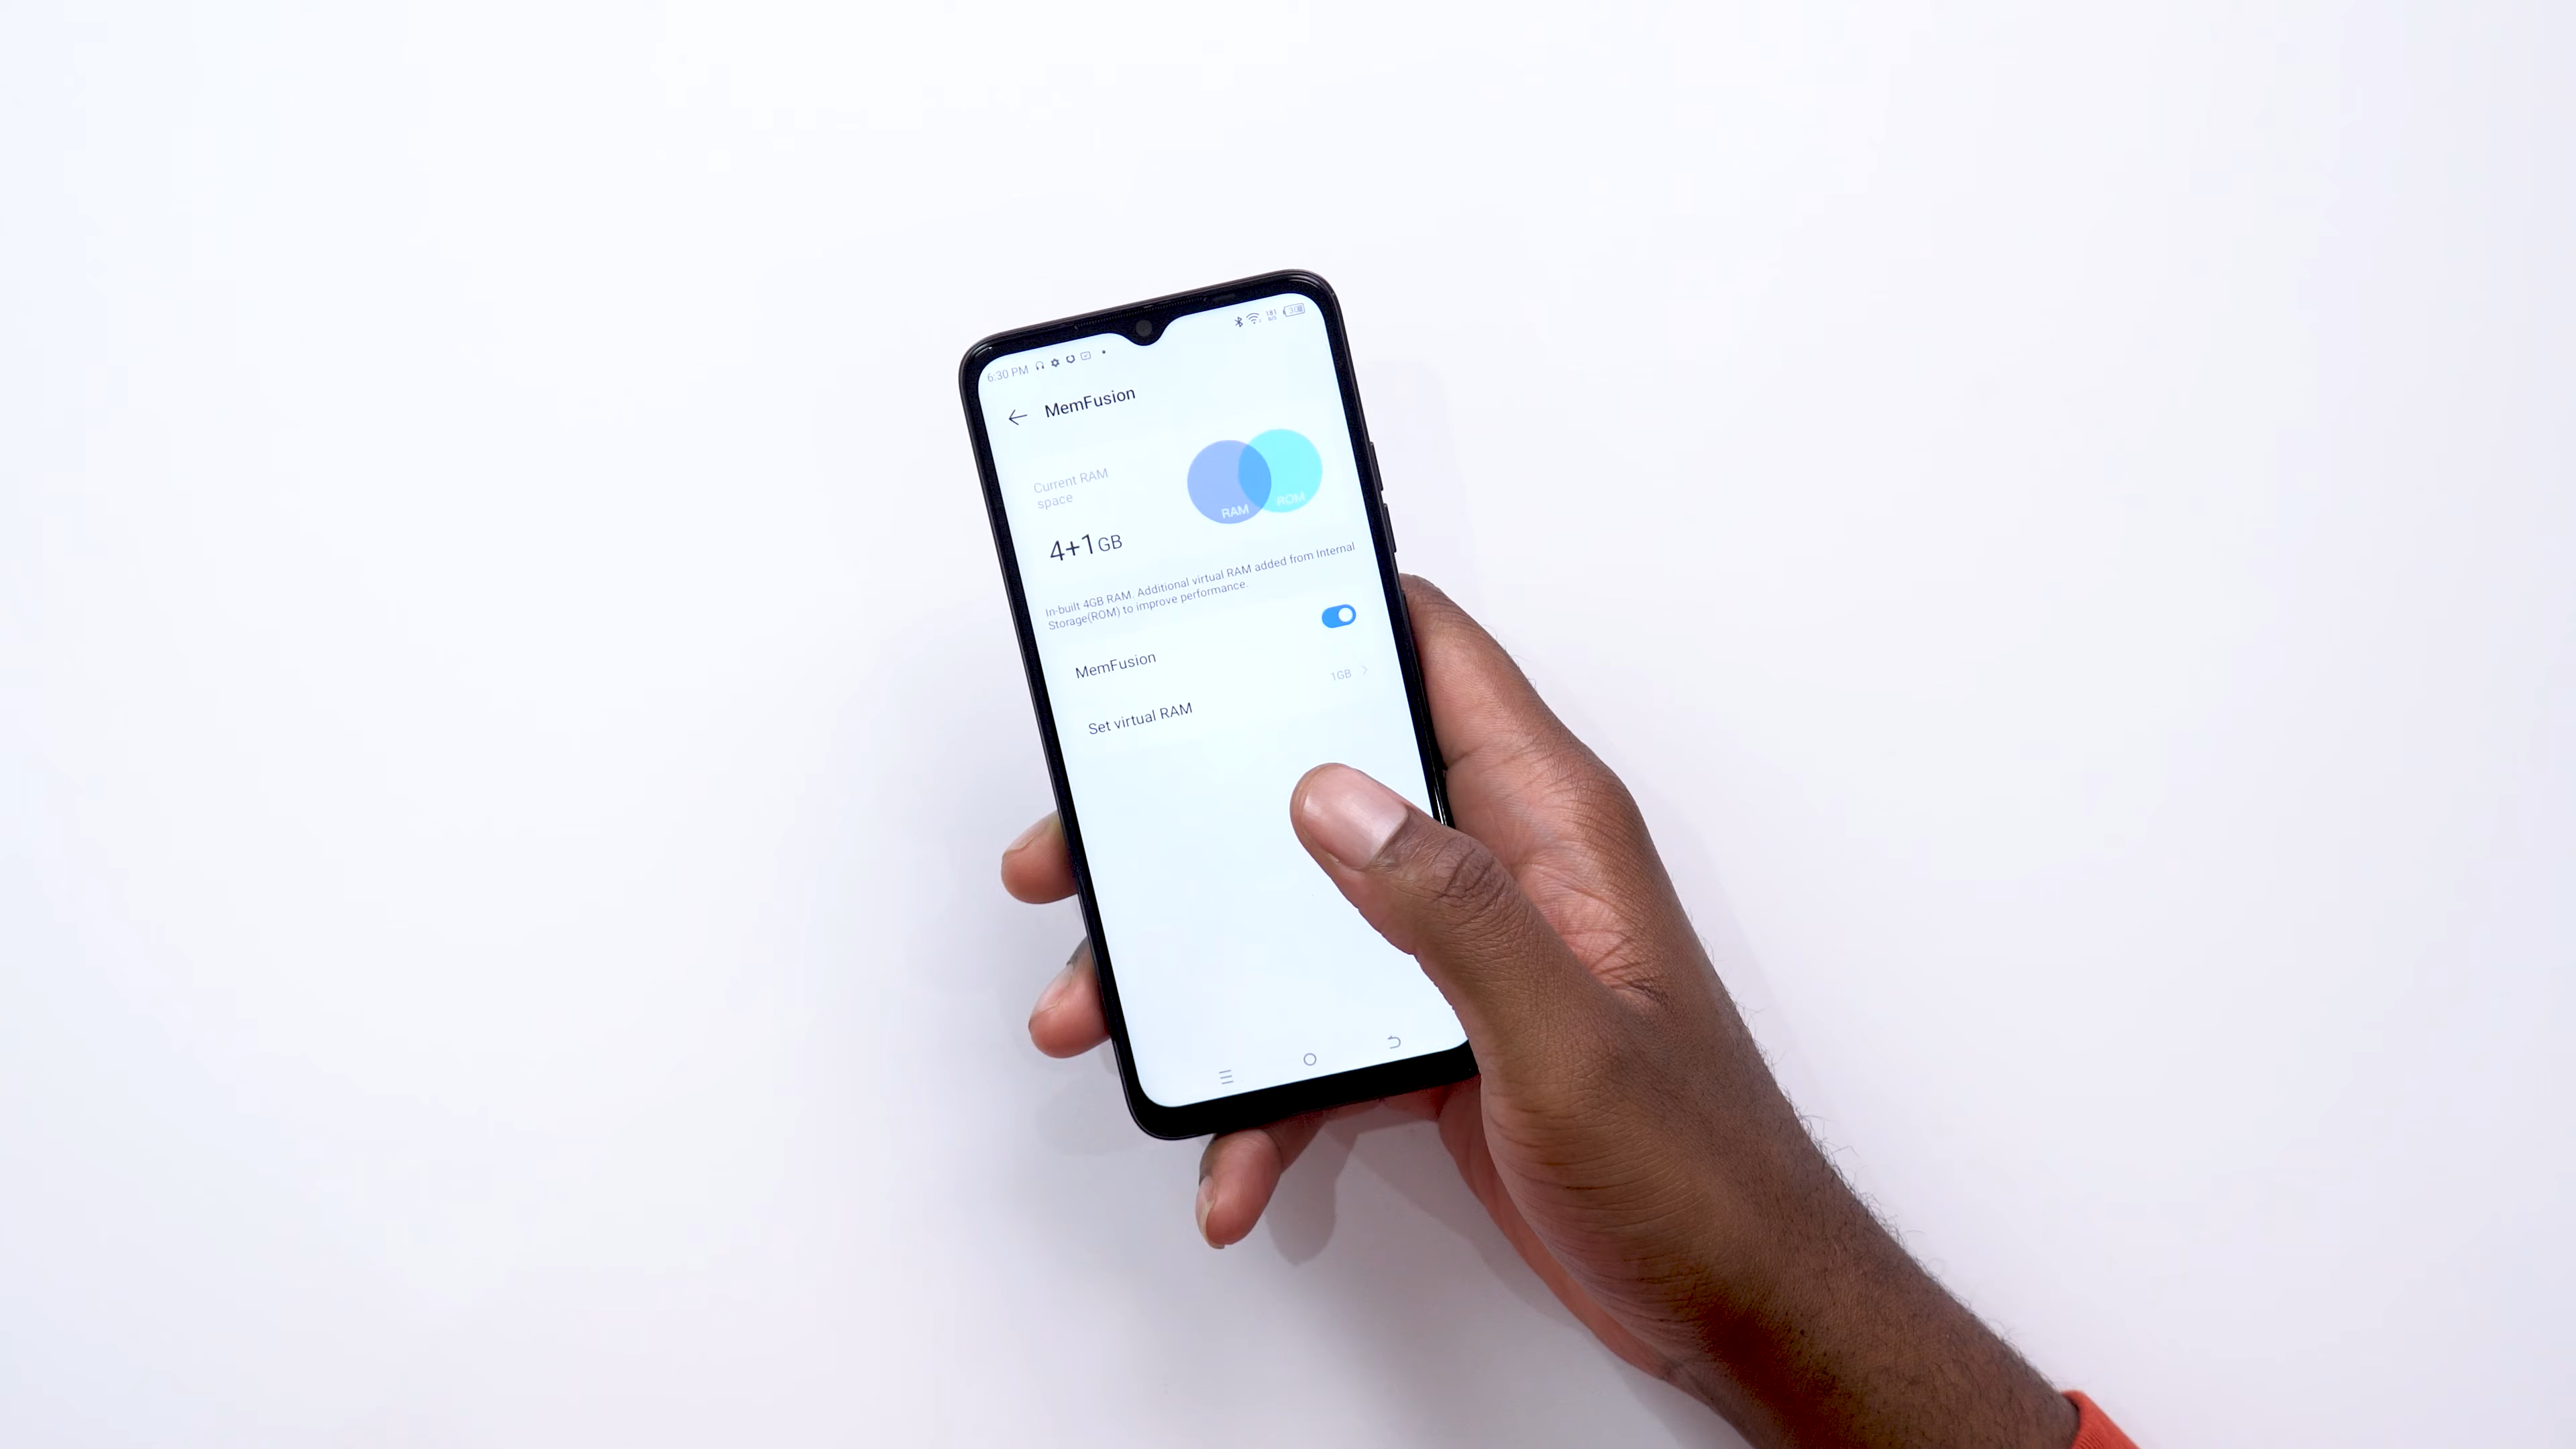 6:30 PM
MemFusion
Current RAM
space
4+1GB
RAM
ROM
In-built 4GB RAM. Additional virtual RAM added from Internal
Storage(ROM) to improve performance.
MemFusion
Set virtual RAM
1GB